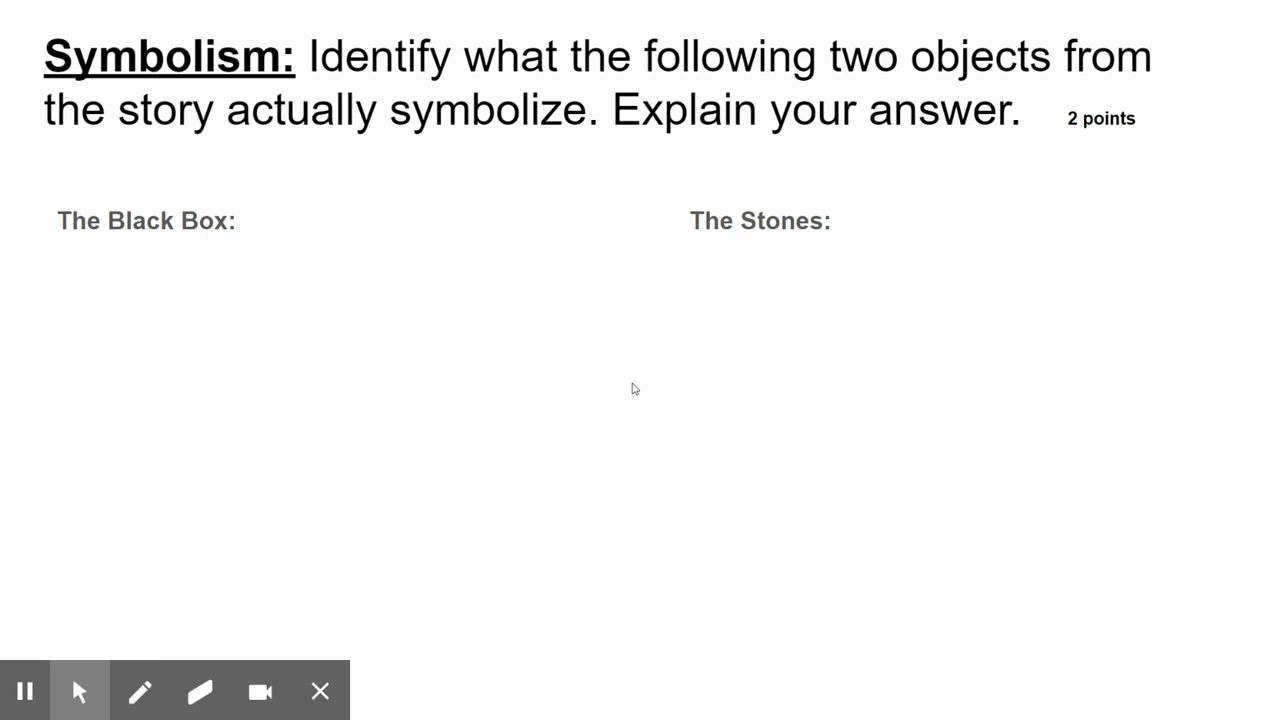 Symbolism: Identify what the following two objects from
the story actually symbolize. Explain your answer. 2 points
The Black Box:
The Stones: